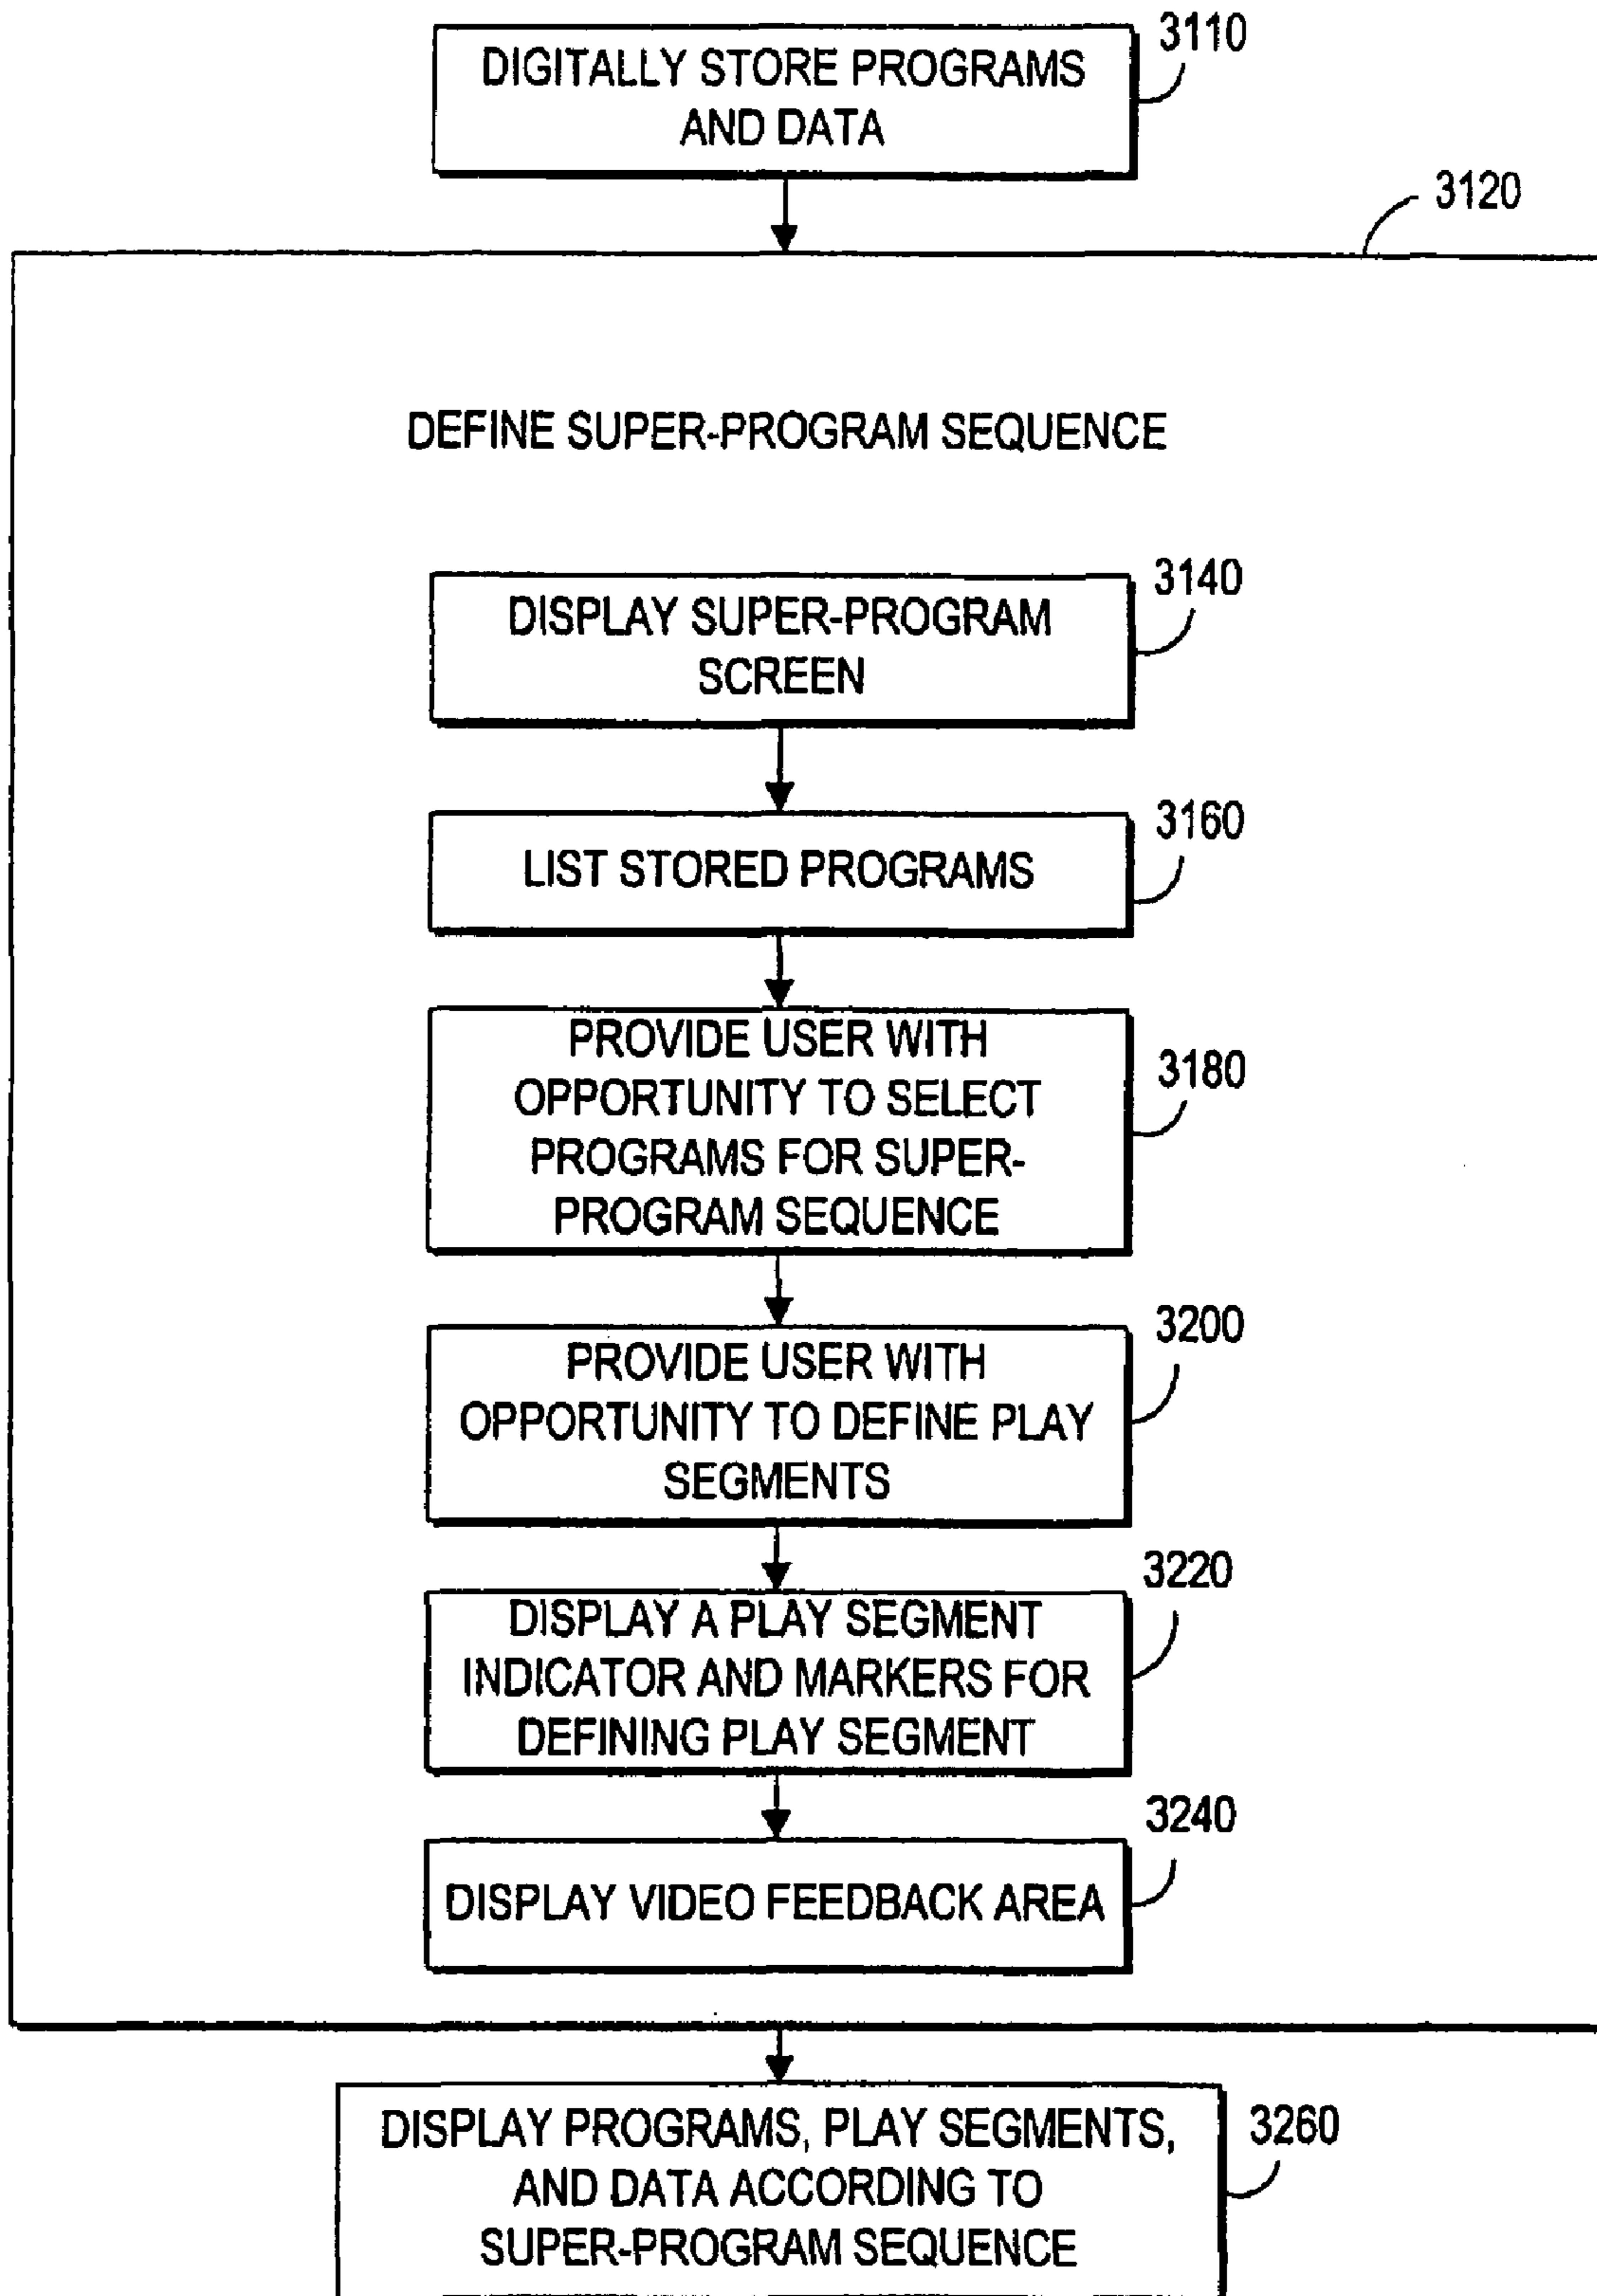 3110
DIGITALLY STORE PROGRAMS
AND DATA
3120
DEFINE SUPER-PROGRAM SEQUENCE
3140
DISPLAY SUPER-PROGRAM
SCREEN
3160
LIST STORED PROGRAMS
PROVIDE USER WITH
3180
OPPORTUNITY TO SELECT
PROGRAMS FOR SUPER-
PROGRAM SEQUENCE
3200
PROVIDE USER WITH
OPPORTUNITY TO DEFINE PLAY
SEGMENTS
3220
DISPLAY A PLAY SEGMENT
INDICATOR AND MARKERS FOR
DEFINING PLAY SEGMENT
3240
DISPLAY VIDEO FEEDBACK AREA
3260
DISPLAY PROGRAMS, PLAY SEGMENTS,
AND DATA ACCORDING TO
SUPER-PROGRAM SEQUENCE